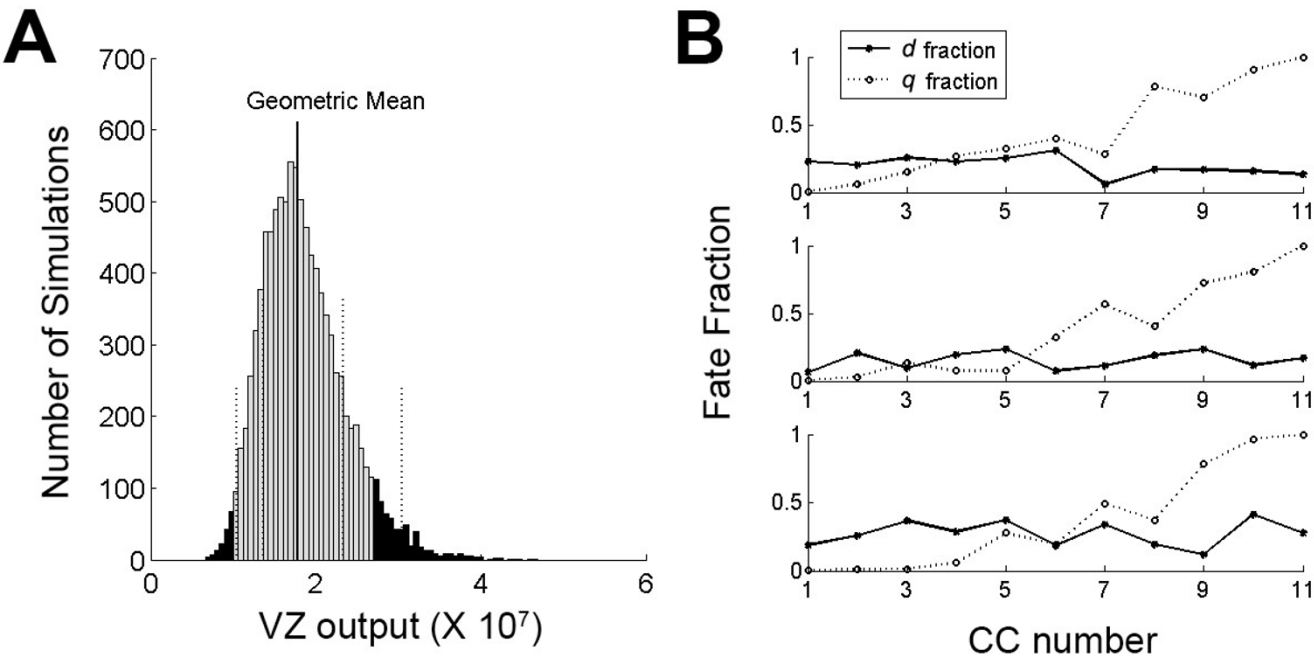 A
700
600
500
400
300
200
100
0
Number of Simulations
Geometric Mean
0 2 4 6
VZ output (X 10⁷)
B
d fraction
q fraction
Fate Fraction
1
0.5
0
1 3 5 7 9 11
1
0.5
0
1 3 5 7 9 11
1
0.5
0
1 3 5 7 9 11
CC number